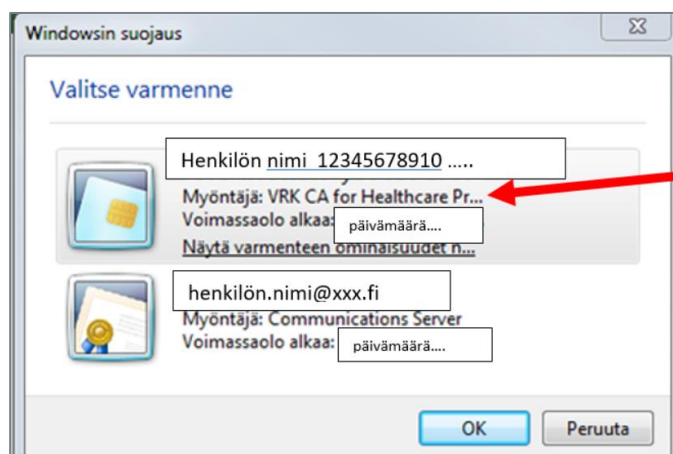 Windowsin suojaus
Valitse varmenne
Henkilön nimi 12345678910 .....
Myöntäjä: VRK CA for Healthcare Pr...
Voimassaolo alkaa: päivämäärä....
Näytä varmenteen ominaisuudet n...
henkilön.nimi@xxx.fi
Myöntäjä: Communications Server
Voimassaolo alkaa: päivämäärä....
OK Peruuta